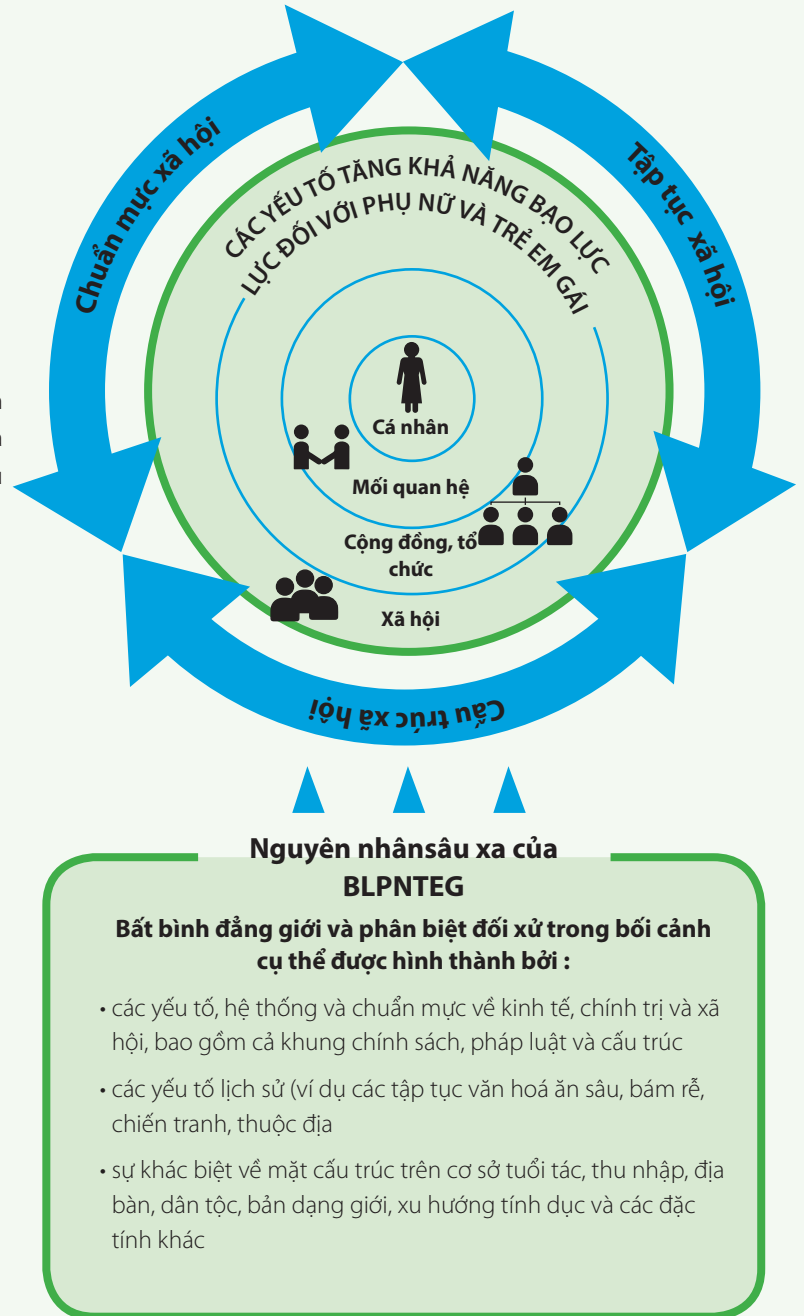 Chuẩn mực xã hội
Tập tục xã hội
CÁC YẾU TỐ TĂNG KHẢ NĂNG BẠO LỰC
LỰC ĐỐI VỚI PHỤ NỮ VÀ TRẺ EM GÁI
Cá nhân
Mối quan hệ
Cộng đồng, tổ
chức
Xã hội
Cấu trúc xã hội
Nguyên nhânsâu xa của
BLPNTEG
Bất bình đẳng giới và phân biệt đối xử trong bối cảnh
cụ thể được hình thành bởi :
• các yếu tố, hệ thống và chuẩn mực về kinh tế, chính trị và xã
hội, bao gồm cả khung chính sách, pháp luật và cấu trúc
• các yếu tố lịch sử (ví dụ các tập tục văn hoá ăn sâu, bám rễ,
chiến tranh, thuộc địa
• sự khác biệt về mặt cấu trúc trên cơ sở tuổi tác, thu nhập, địa
bàn, dân tộc, bản dạng giới, xu hướng tính dục và các đặc
tính khác